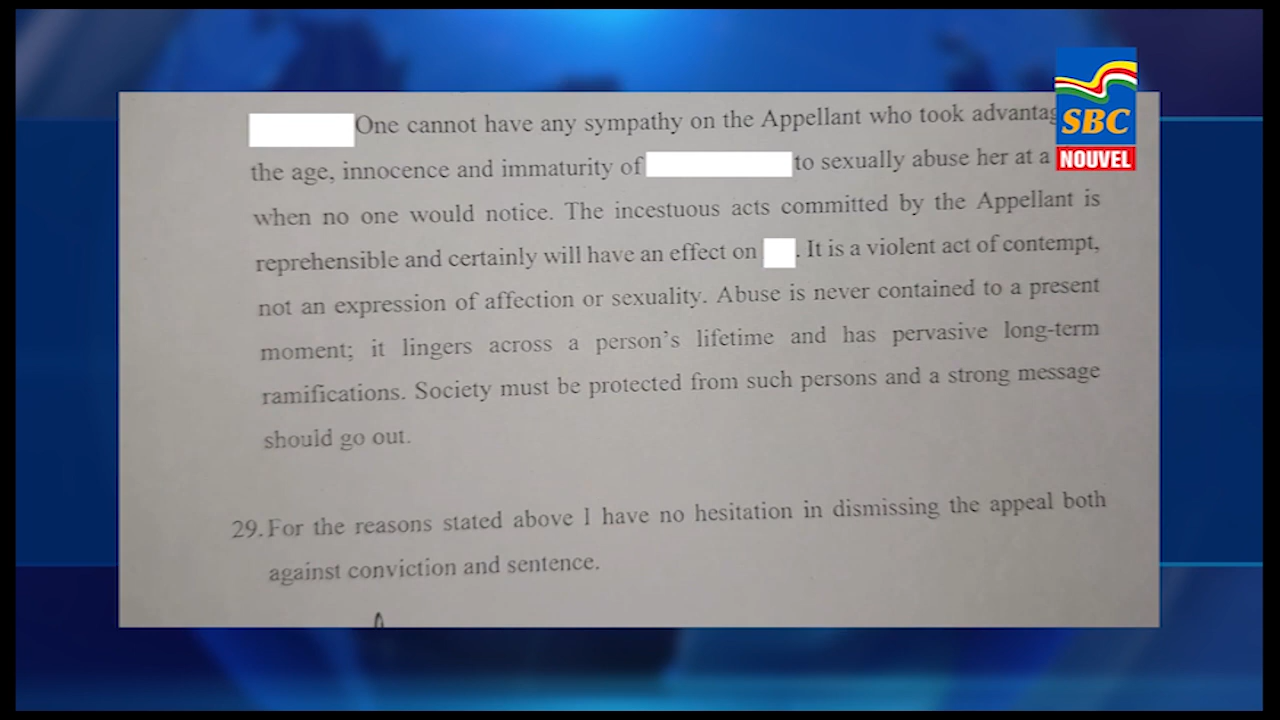 One cannot have any sympathy on the Appellant who took
the age, innocence and immaturity of to sexually abuse her at a
when no one would notice. The incestuous acts committed by the Appellant is
reprehensible and certainly will have an effect on . It is a violent act of contempt,
not an expression of affection or sexuality. Abuse is never contained to a present
moment; it lingers across a person's lifetime and has pervasive long-term
ramifications. Society must be protected from such persons and a strong message
should go out.
29. For the reasons stated above I have no hesitation in dismissing the appeal both
against conviction and sentence.
SBC
NOUVEL